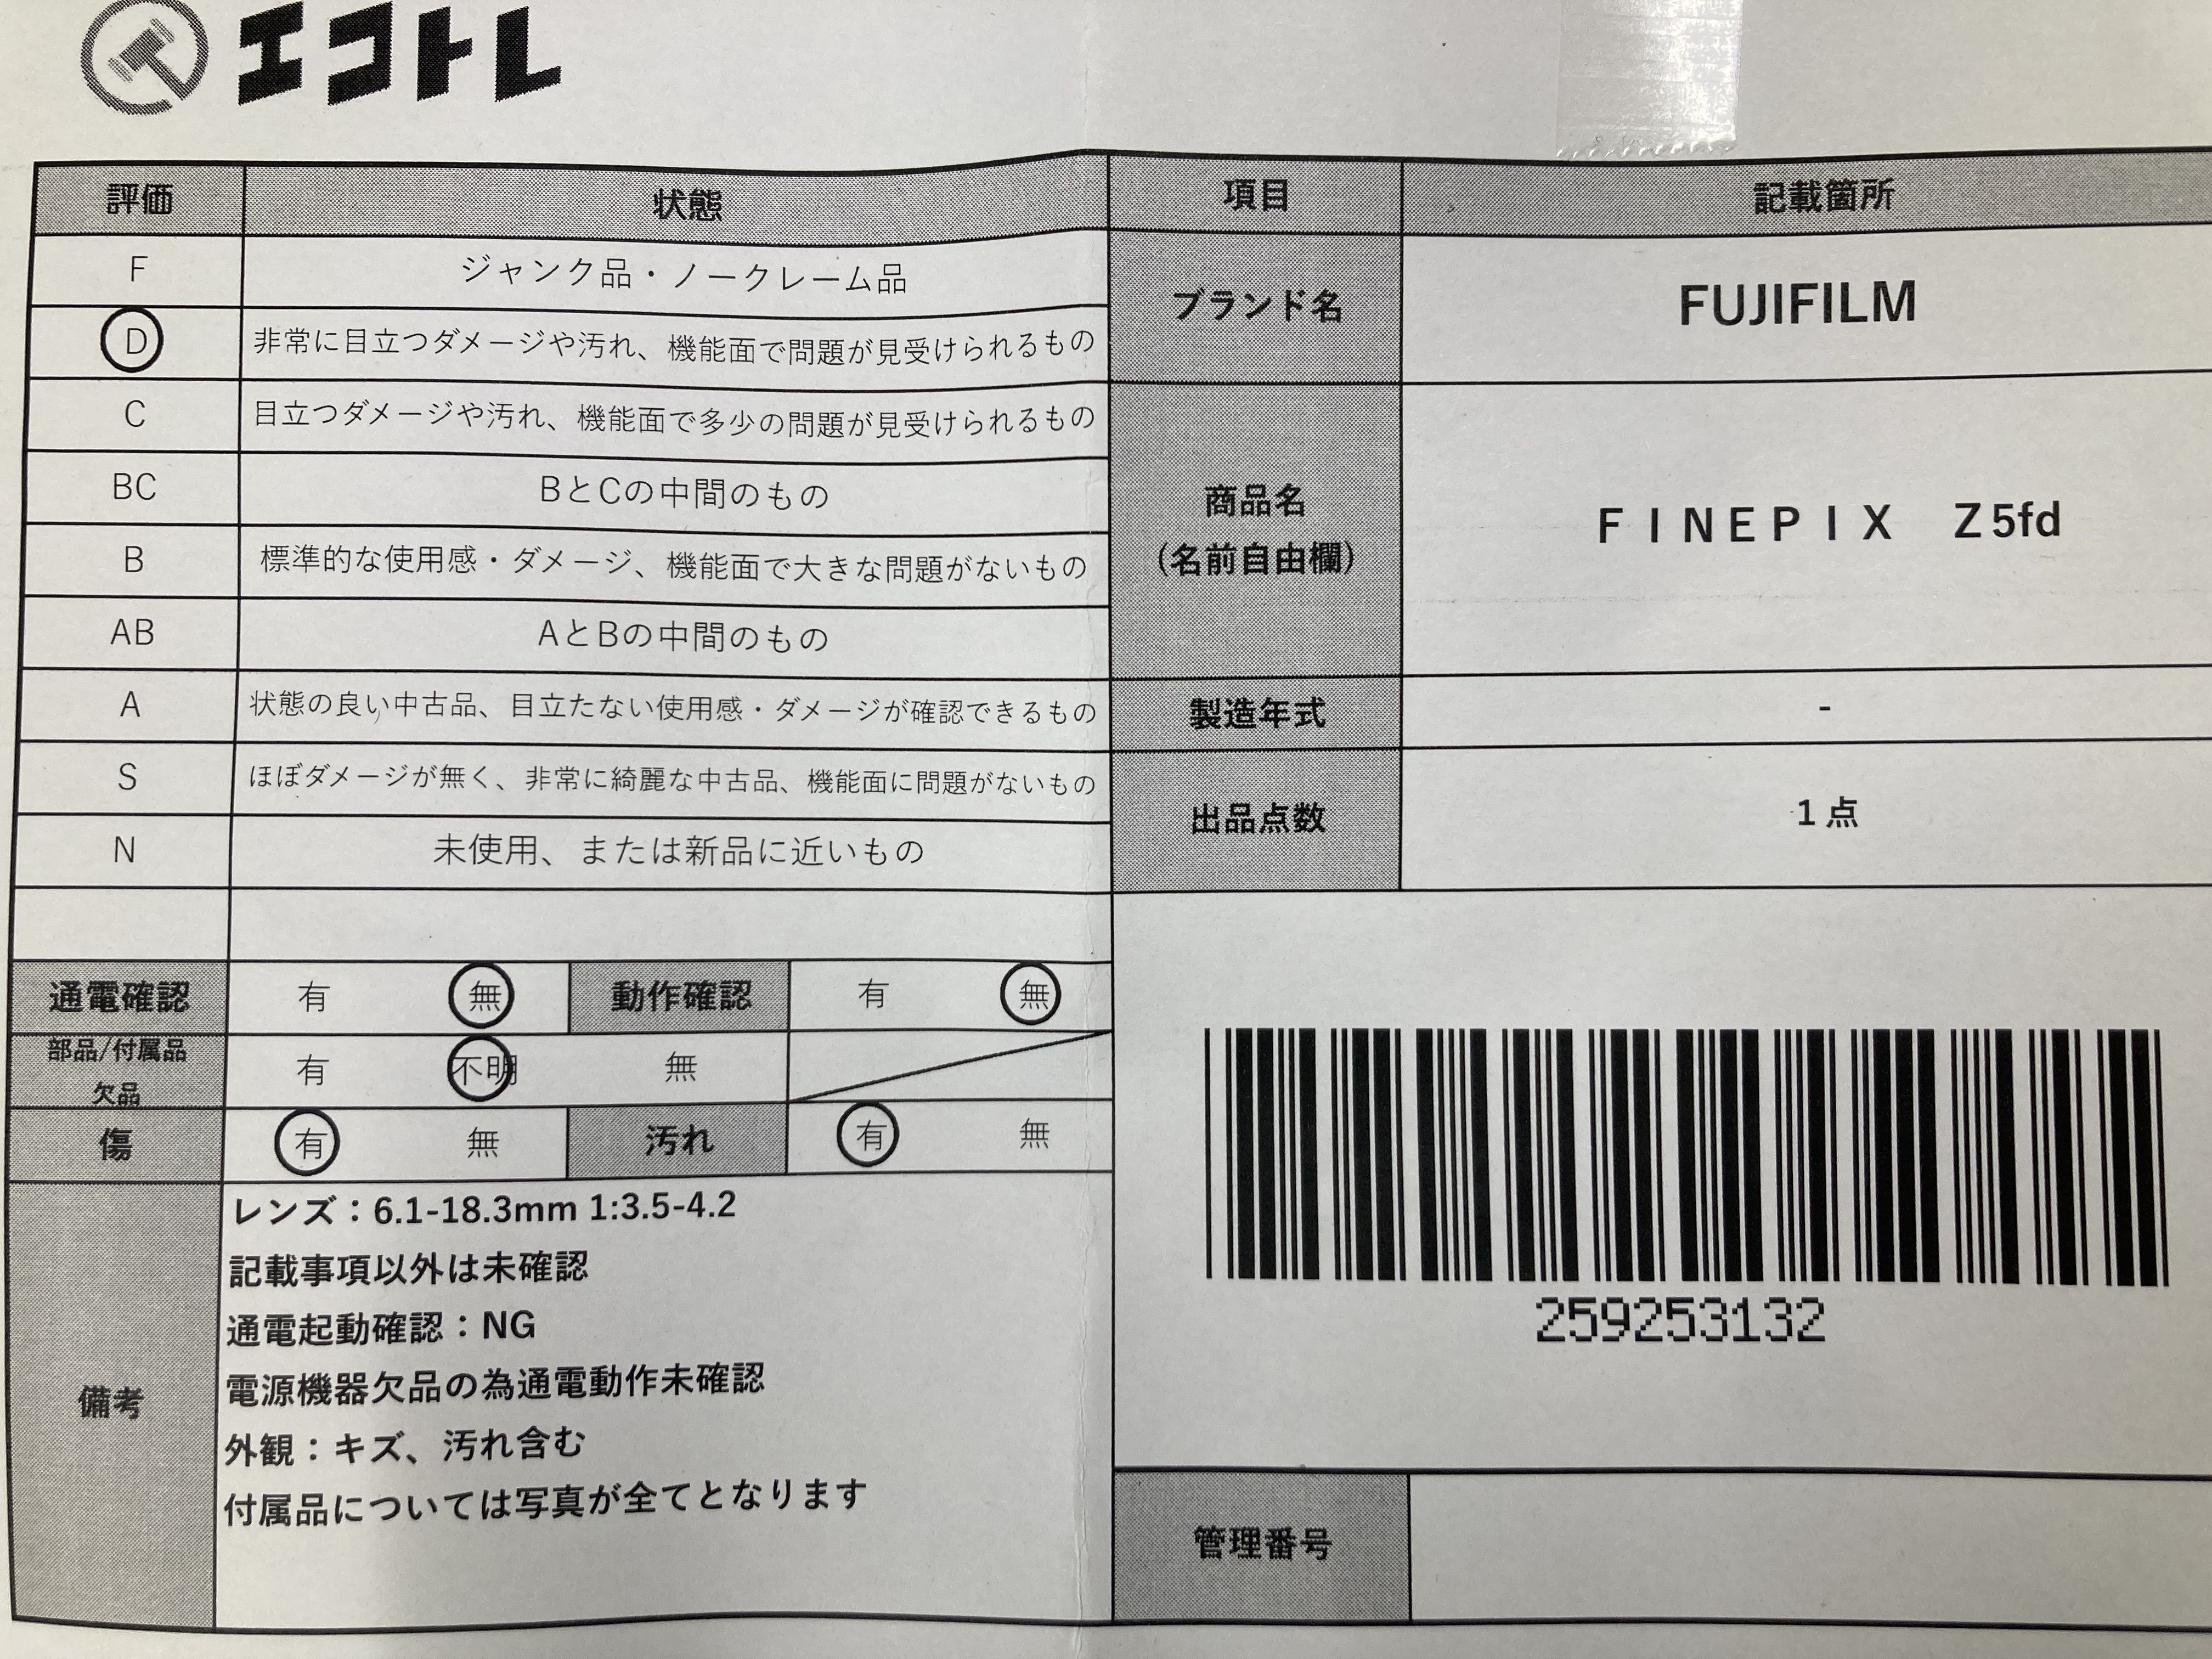 エコトレ
評価 状態
F ジャンク品・ノークレーム品
D 非常に目立つダメージや汚れ、機能面で問題が見受けられるもの
C 目立つダメージや汚れ、機能面で多少の問題が見受けられるもの
BC BとCの中間のもの
B 標準的な使用感・ダメージ、機能面で大きな問題がないもの
AB AとBの中間のもの
A 状態の良い中古品、目立たない使用感・ダメージが確認できるもの
S ほぼダメージが無く、非常に綺麗な中古品、機能面に問題がないもの
N 未使用、または新品に近いもの
通電確認 有 無 動作確認 有 無
部品/付属品
欠品 有 不明 無
傷 有 無 汚れ 有 無
備考
レンズ：6.1-18.3mm 1:3.5-4.2
記載事項以外は未確認
通電起動確認：NG
電源機器欠品の為通電動作未確認
外観：キズ、汚れ含む
付属品については写真が全てとなります
項目 記載箇所
ブランド名 FUJIFILM
商品名
(名前自由欄) ＦＩＮＥＰＩＸ　Ｚ5fd
製造年式 -
出品点数 1点
259253132
管理番号